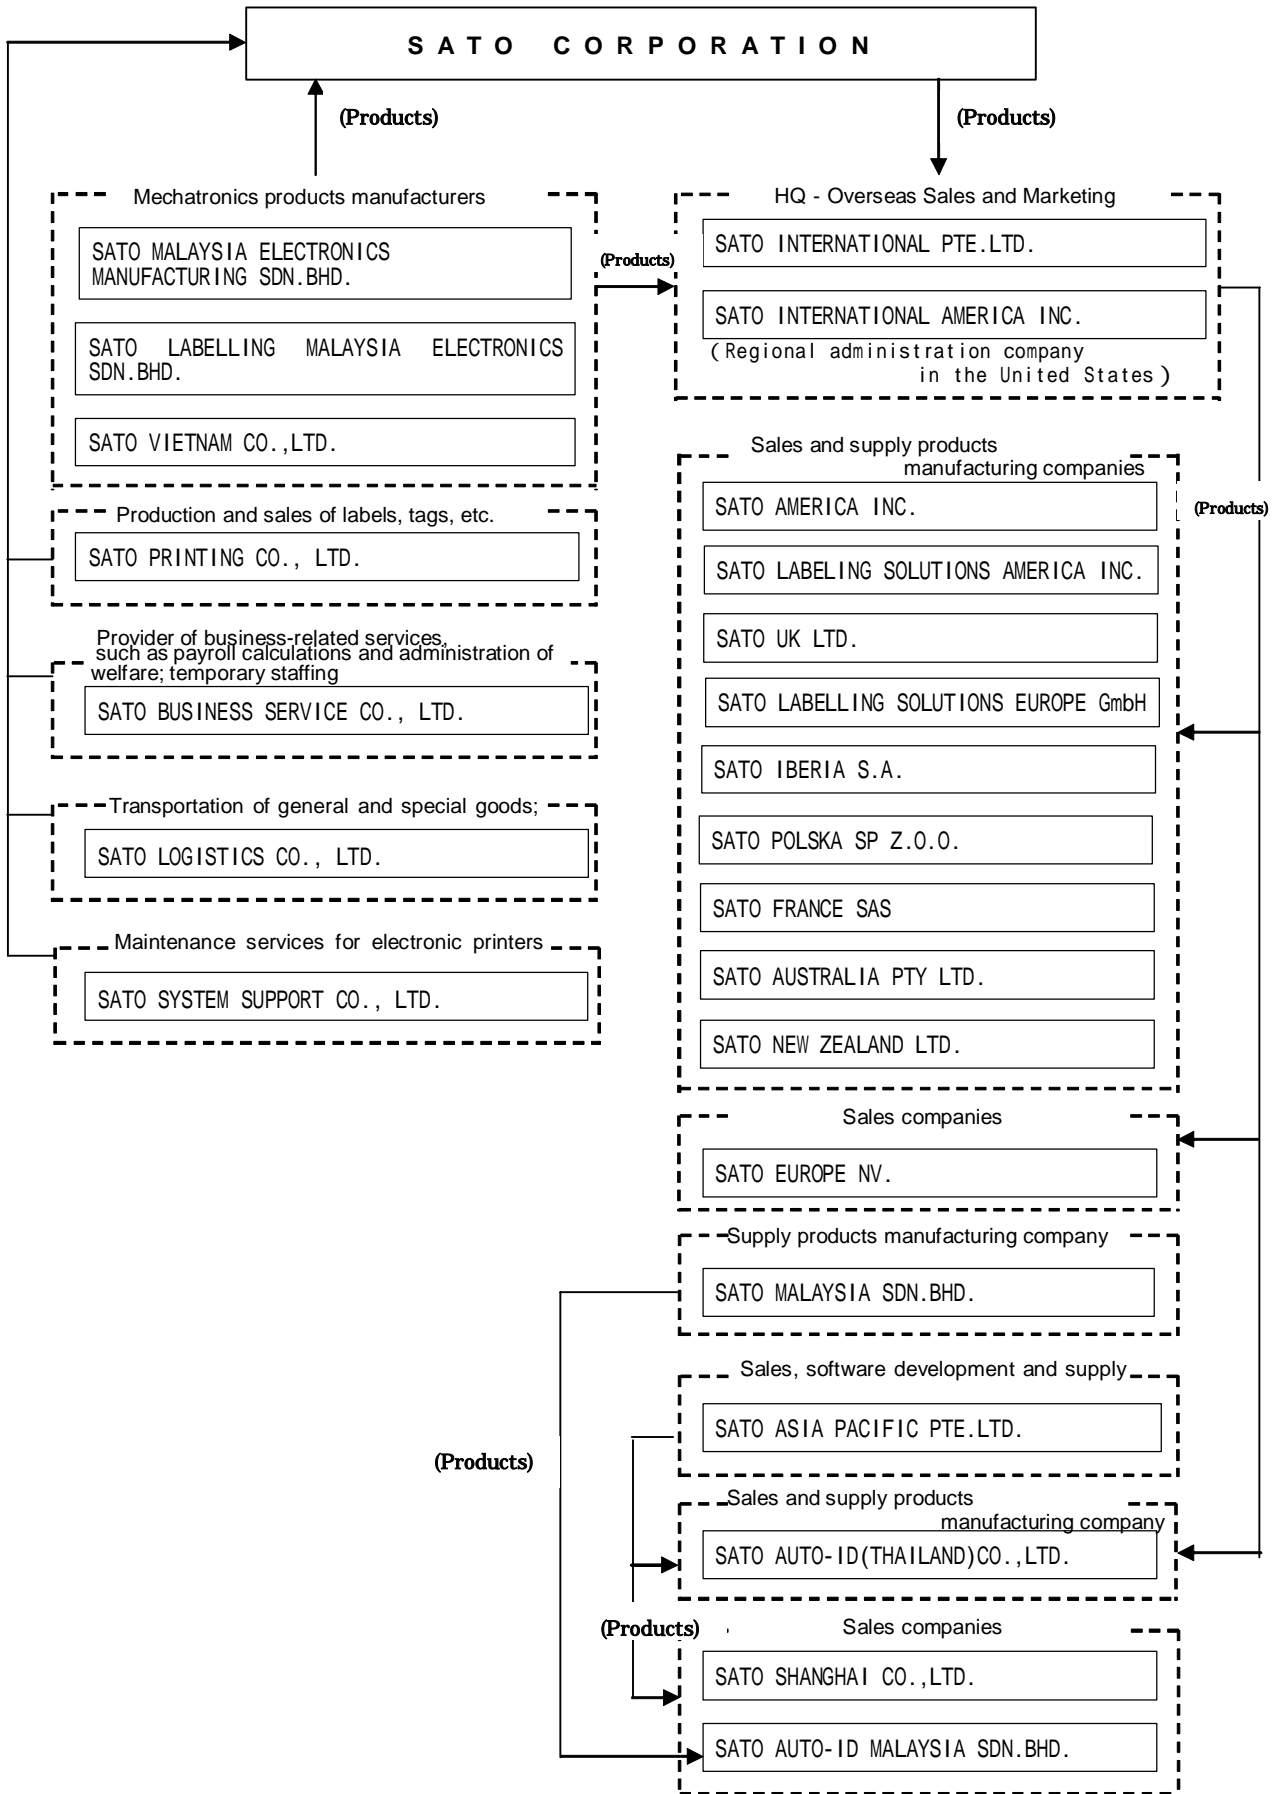 SATO CORPORATION
(Products)
(Products)
Mechatronics products manufacturers
SATO MALAYSIA ELECTRONICS
MANUFACTURING SDN.BHD.
SATO LABELLING MALAYSIA ELECTRONICS
SDN.BHD.
SATO VIETNAM CO.,LTD.
(Products)
HQ - Overseas Sales and Marketing
SATO INTERNATIONAL PTE.LTD.
SATO INTERNATIONAL AMERICA INC.
(Regional administration company
in the United States)
(Products)
Production and sales of labels, tags, etc.
SATO PRINTING CO., LTD.
Provider of business-related services,
such as payroll calculations and administration of
welfare; temporary staffing
SATO BUSINESS SERVICE CO., LTD.
Transportation of general and special goods;
SATO LOGISTICS CO., LTD.
Maintenance services for electronic printers
SATO SYSTEM SUPPORT CO., LTD.
Sales and supply products
manufacturing companies
SATO AMERICA INC.
SATO LABELING SOLUTIONS AMERICA INC.
SATO UK LTD.
SATO LABELLING SOLUTIONS EUROPE GmbH
SATO IBERIA S.A.
SATO POLSKA SP Z.O.O.
SATO FRANCE SAS
SATO AUSTRALIA PTY LTD.
SATO NEW ZEALAND LTD.
Sales companies
SATO EUROPE NV.
Supply products manufacturing company
SATO MALAYSIA SDN.BHD.
Sales, software development and supply
SATO ASIA PACIFIC PTE.LTD.
(Products)
Sales and supply products
manufacturing company
SATO AUTO-ID(THAILAND)CO.,LTD.
(Products)
Sales companies
SATO SHANGHAI CO.,LTD.
SATO AUTO-ID MALAYSIA SDN.BHD.